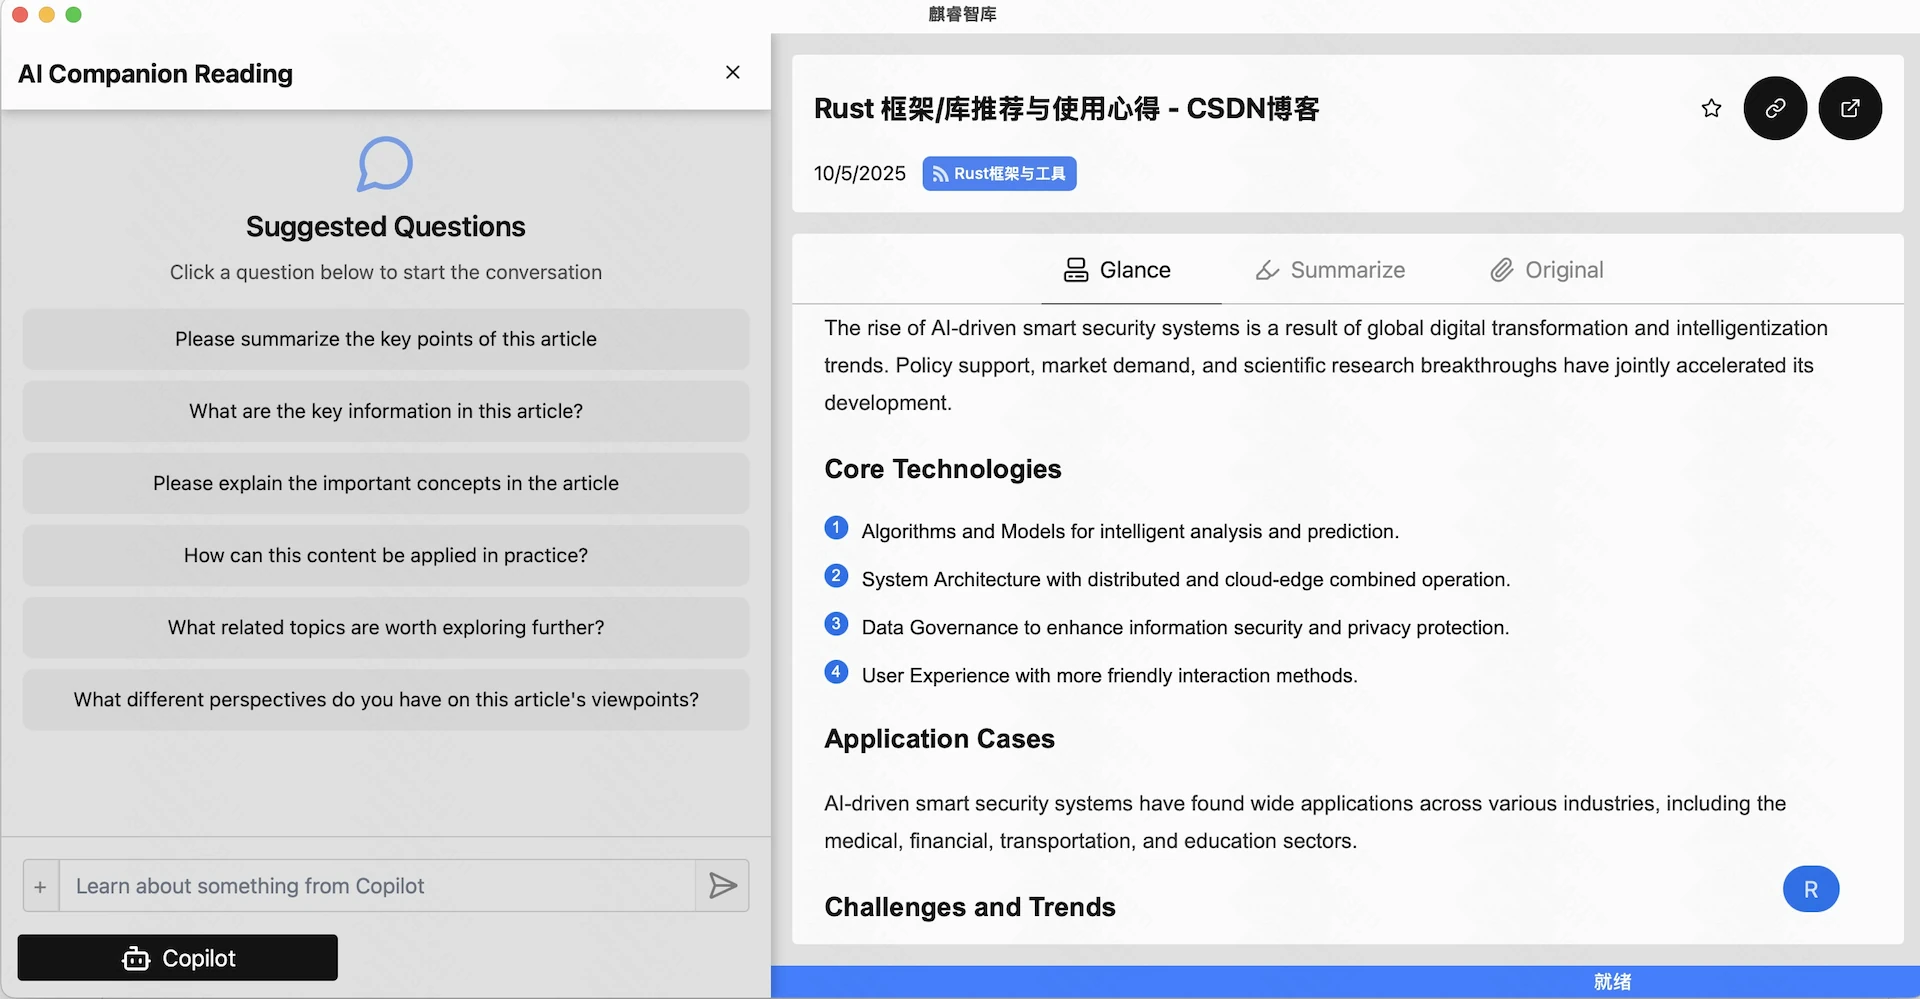 麒睿智库
AI Companion Reading
Suggested Questions
Click a question below to start the conversation
Please summarize the key points of this article
What are the key information in this article?
Please explain the important concepts in the article
How can this content be applied in practice?
What related topics are worth exploring further?
What different perspectives do you have on this article's viewpoints?
+ Learn about something from Copilot
Copilot
Rust 框架/库推荐与使用心得 - CSDN博客
10/5/2025 Rust框架与工具
Glance Summarize Original
The rise of AI-driven smart security systems is a result of global digital transformation and intelligentization
trends. Policy support, market demand, and scientific research breakthroughs have jointly accelerated its
development.
Core Technologies
1 Algorithms and Models for intelligent analysis and prediction.
2 System Architecture with distributed and cloud-edge combined operation.
3 Data Governance to enhance information security and privacy protection.
4 User Experience with more friendly interaction methods.
Application Cases
AI-driven smart security systems have found wide applications across various industries, including the
medical, financial, transportation, and education sectors.
R
Challenges and Trends
就绪